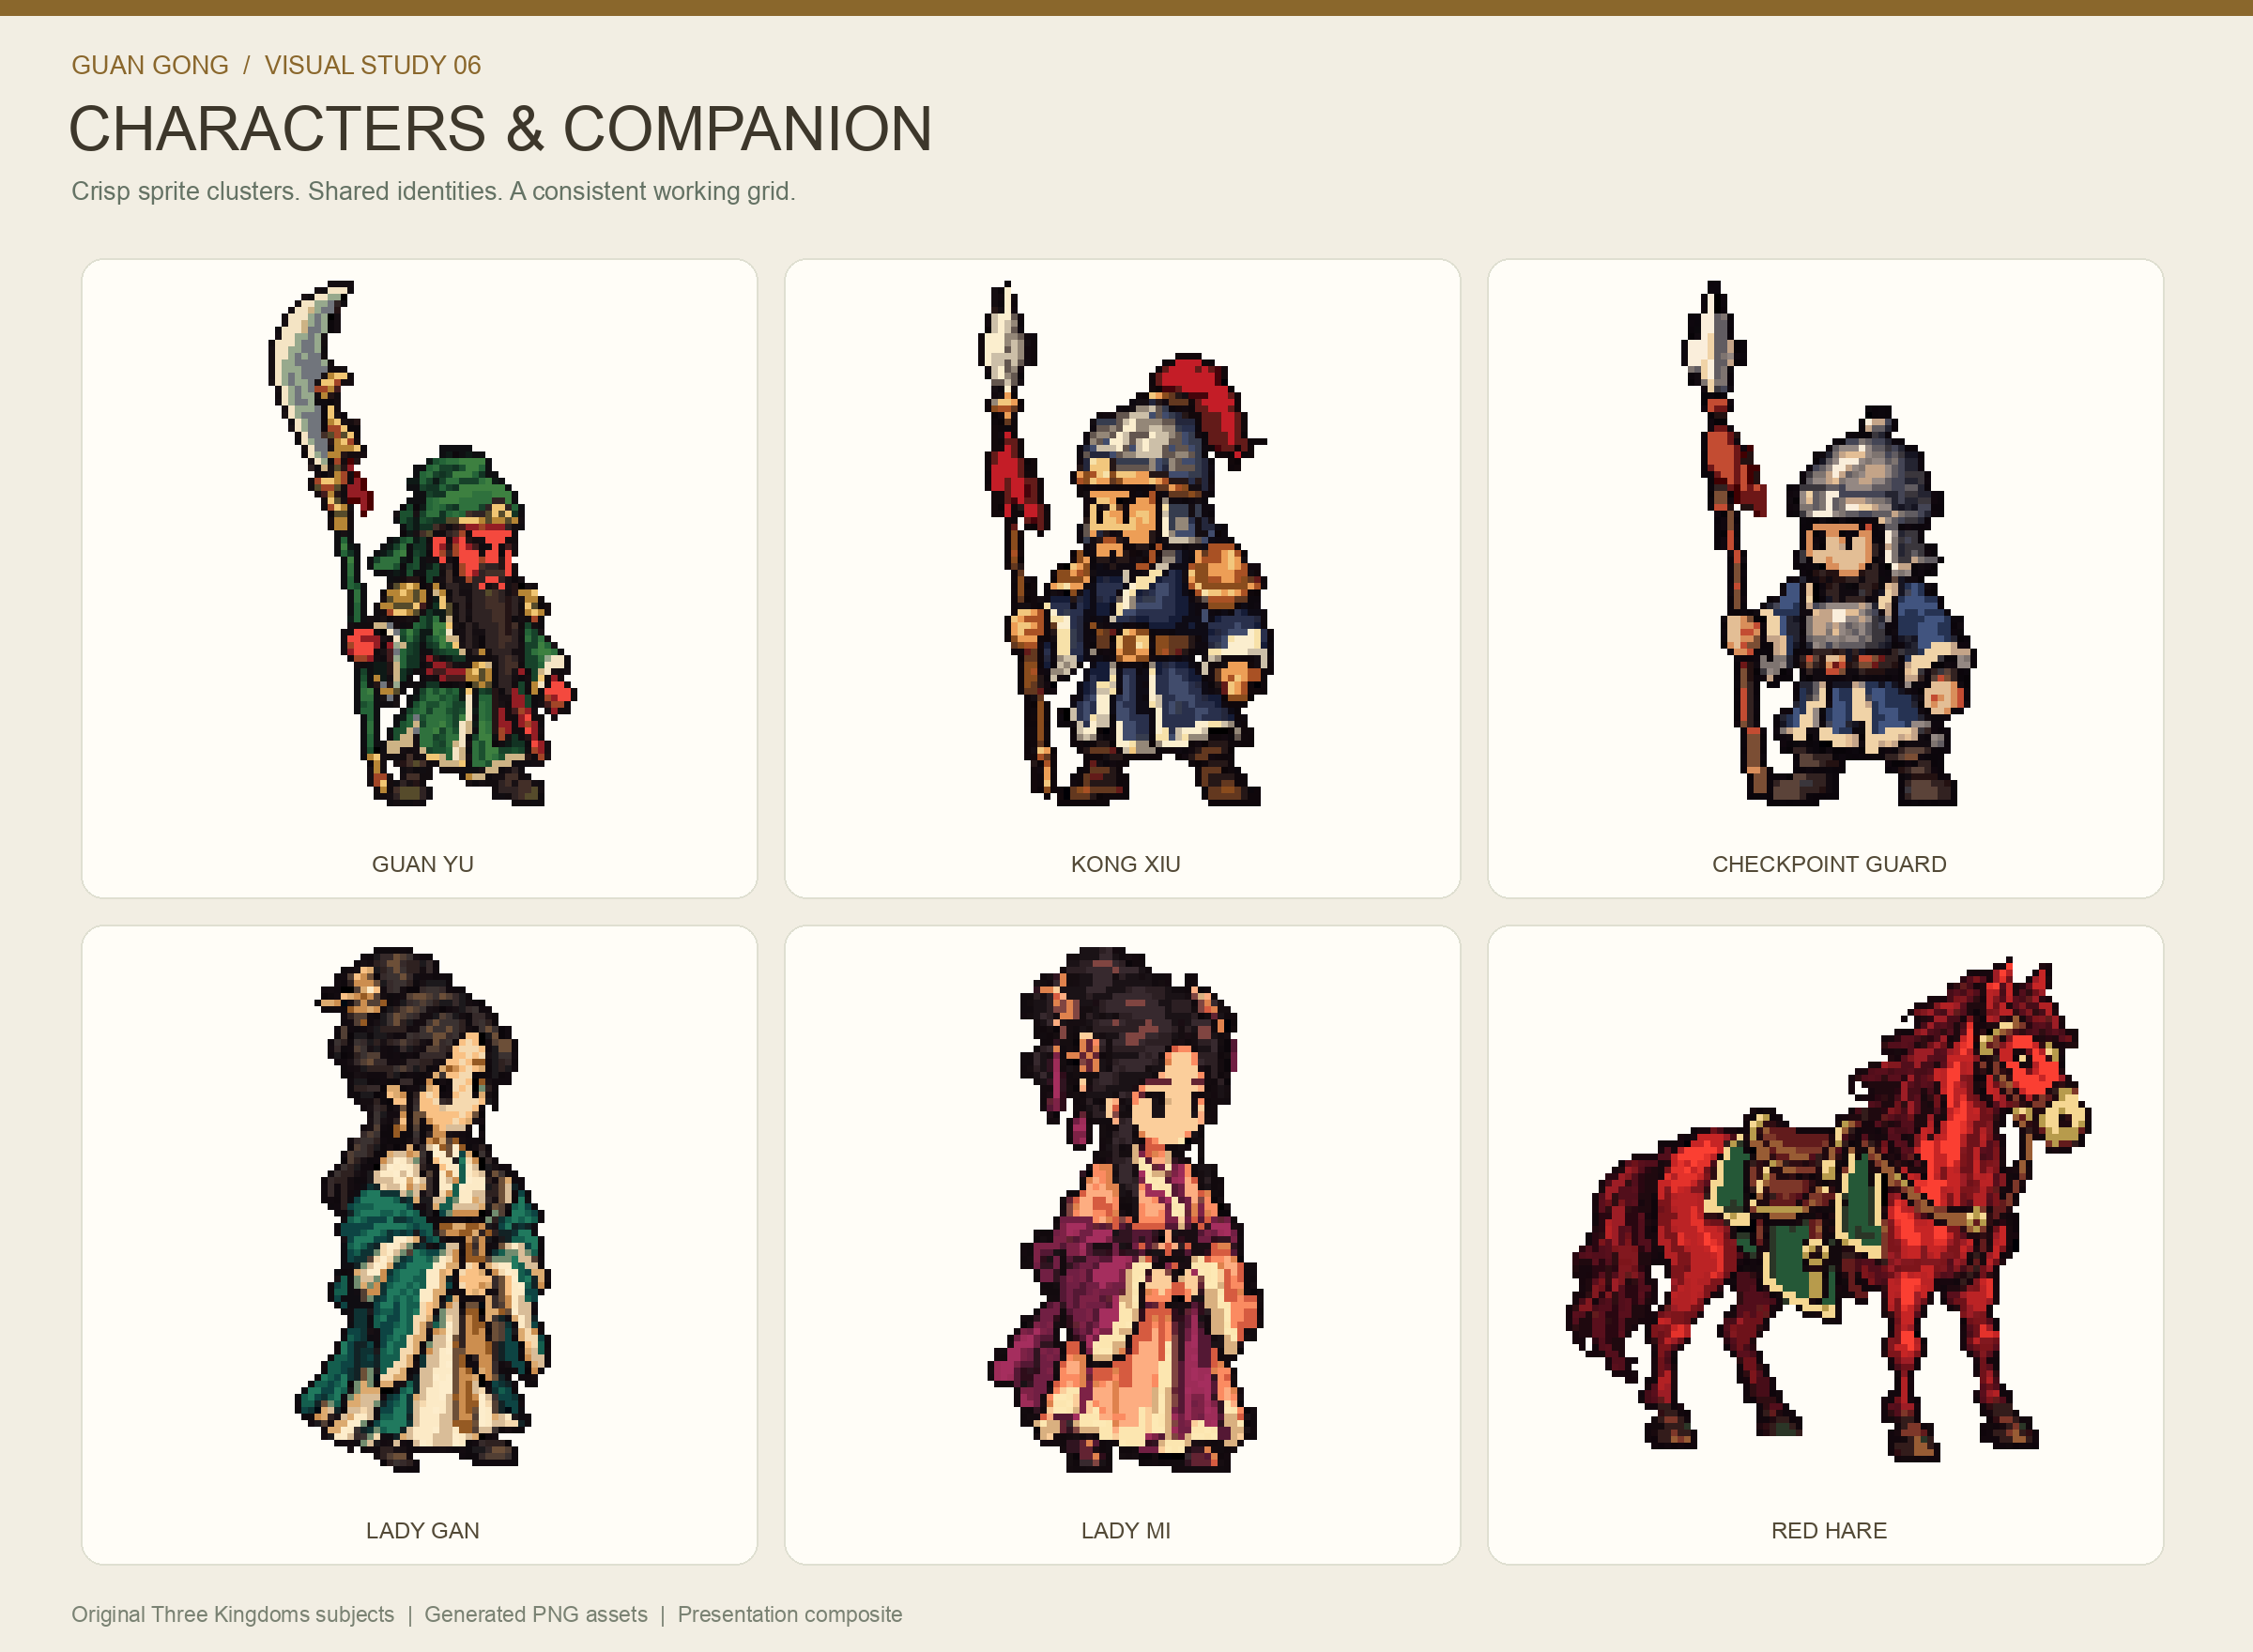 GUAN GONG / VISUAL STUDY 06
CHARACTERS & COMPANION
Crisp sprite clusters. Shared identities. A consistent working grid.
GUAN YU
KONG XIU
CHECKPOINT GUARD
LADY GAN
LADY MI
RED HARE
Original Three Kingdoms subjects | Generated PNG assets | Presentation composite